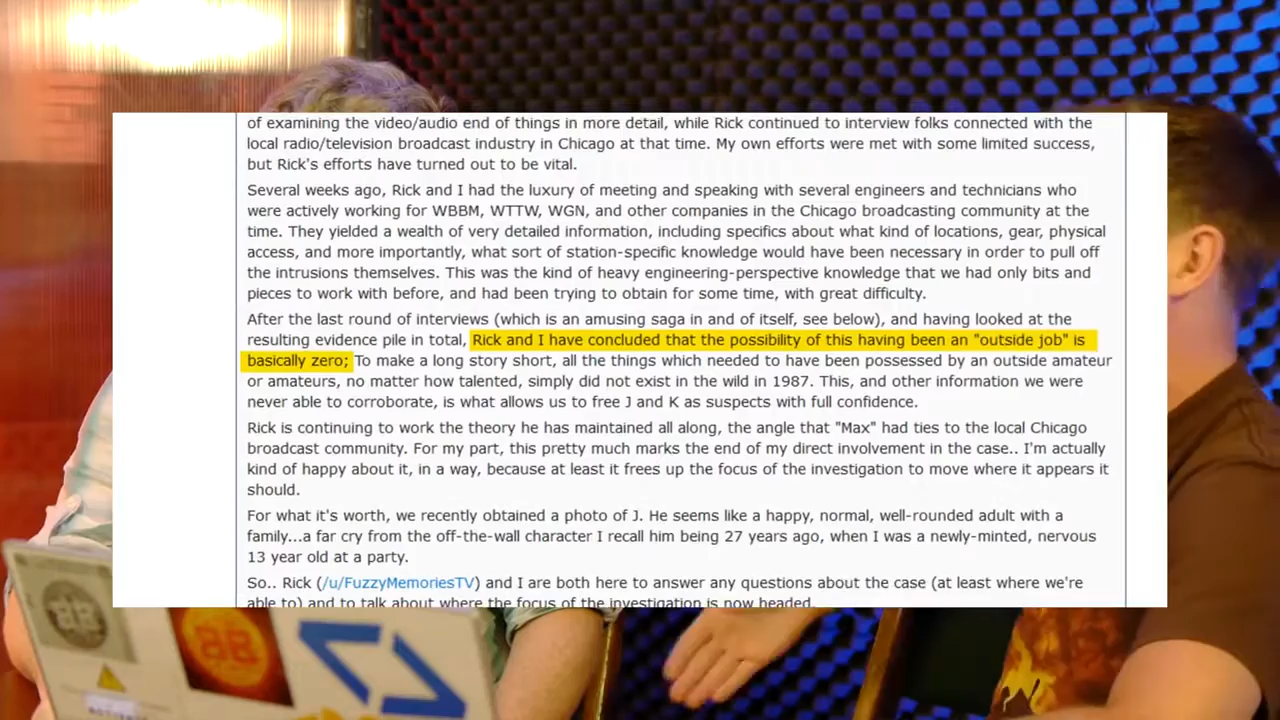 of examining the video/audio end of things in more detail, while Rick continued to interview folks connected with the
local radio/television broadcast industry in Chicago at that time. My own efforts were met with some limited success,
but Rick's efforts have turned out to be vital.
Several weeks ago, Rick and I had the luxury of meeting and speaking with several engineers and technicians who
were actively working for WBBM, WTTW, WGN, and other companies in the Chicago broadcasting community at the
time. They yielded a wealth of very detailed information, including specifics about what kind of locations, gear, physical
access, and more importantly, what sort of station-specific knowledge would have been necessary in order to pull off
the intrusions themselves. This was the kind of heavy engineering-perspective knowledge that we had only bits and
pieces to work with before, and had been trying to obtain for some time, with great difficulty.
After the last round of interviews (which is an amusing saga in and of itself, see below), and having looked at the
resulting evidence pile in total, Rick and I have concluded that the possibility of this having been an "outside job" is
basically zero; To make a long story short, all the things which needed to have been possessed by an outside amateur
or amateurs, no matter how talented, simply did not exist in the wild in 1987. This, and other information we were
never able to corroborate, is what allows us to free J and K as suspects with full confidence.
Rick is continuing to work the theory he has maintained all along, the angle that "Max" had ties to the local Chicago
broadcast community. For my part, this pretty much marks the end of my direct involvement in the case.. I'm actually
kind of happy about it, in a way, because at least it frees up the focus of the investigation to move where it appears it
should.
For what it's worth, we recently obtained a photo of J. He seems like a happy, normal, well-rounded adult with a
family...a far cry from the off-the-wall character I recall him being 27 years ago, when I was a newly-minted, nervous
13 year old at a party.
So.. Rick (/u/FuzzyMemoriesTV) and I are both here to answer any questions about the case (at least where we're
able to) and to talk about where the focus of the investigation is now headed.